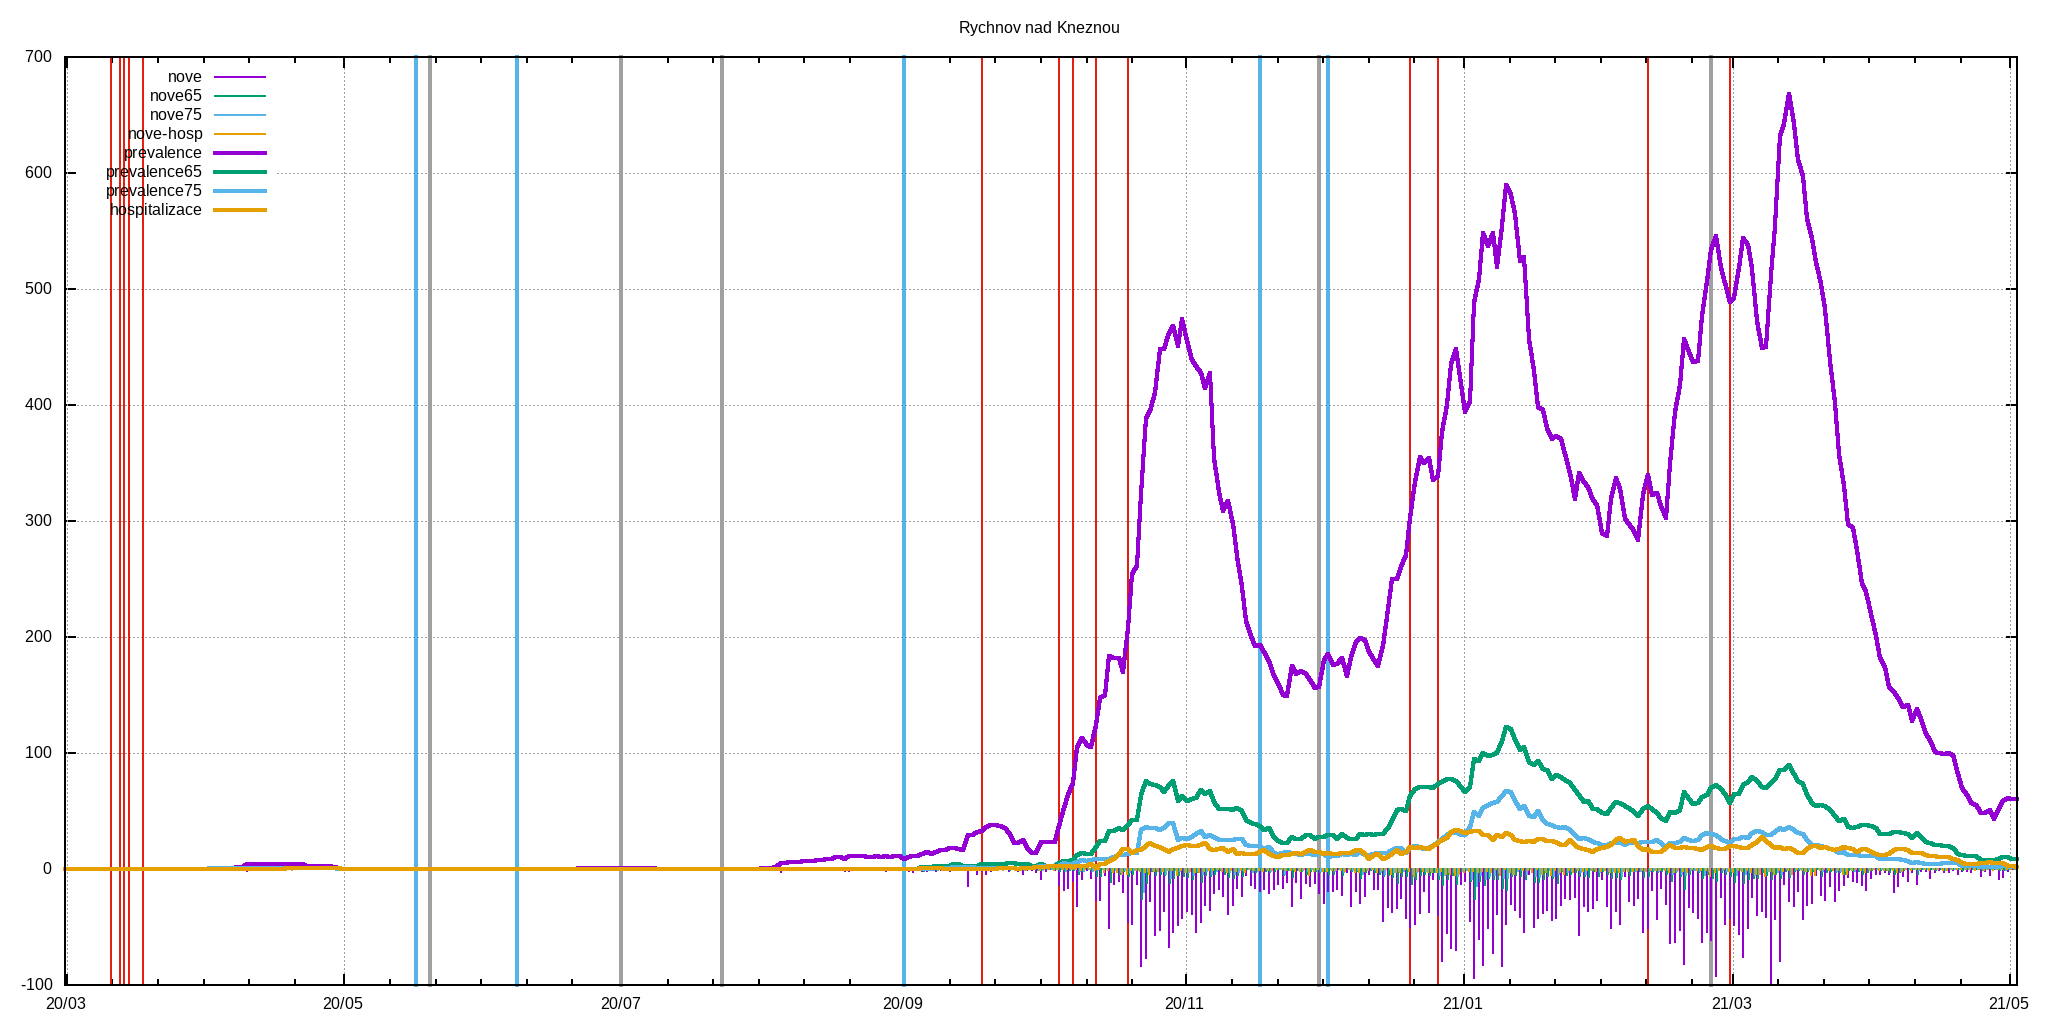 Rychnov nad Kneznou
700
600
500
400
300
200
100
0
-100
nove
nove65
nove75
nove-hosp
prevalence
prevalence65
prevalence75
hospitalizace
20/03 20/05 20/07 20/09 20/11 21/01 21/03 21/05